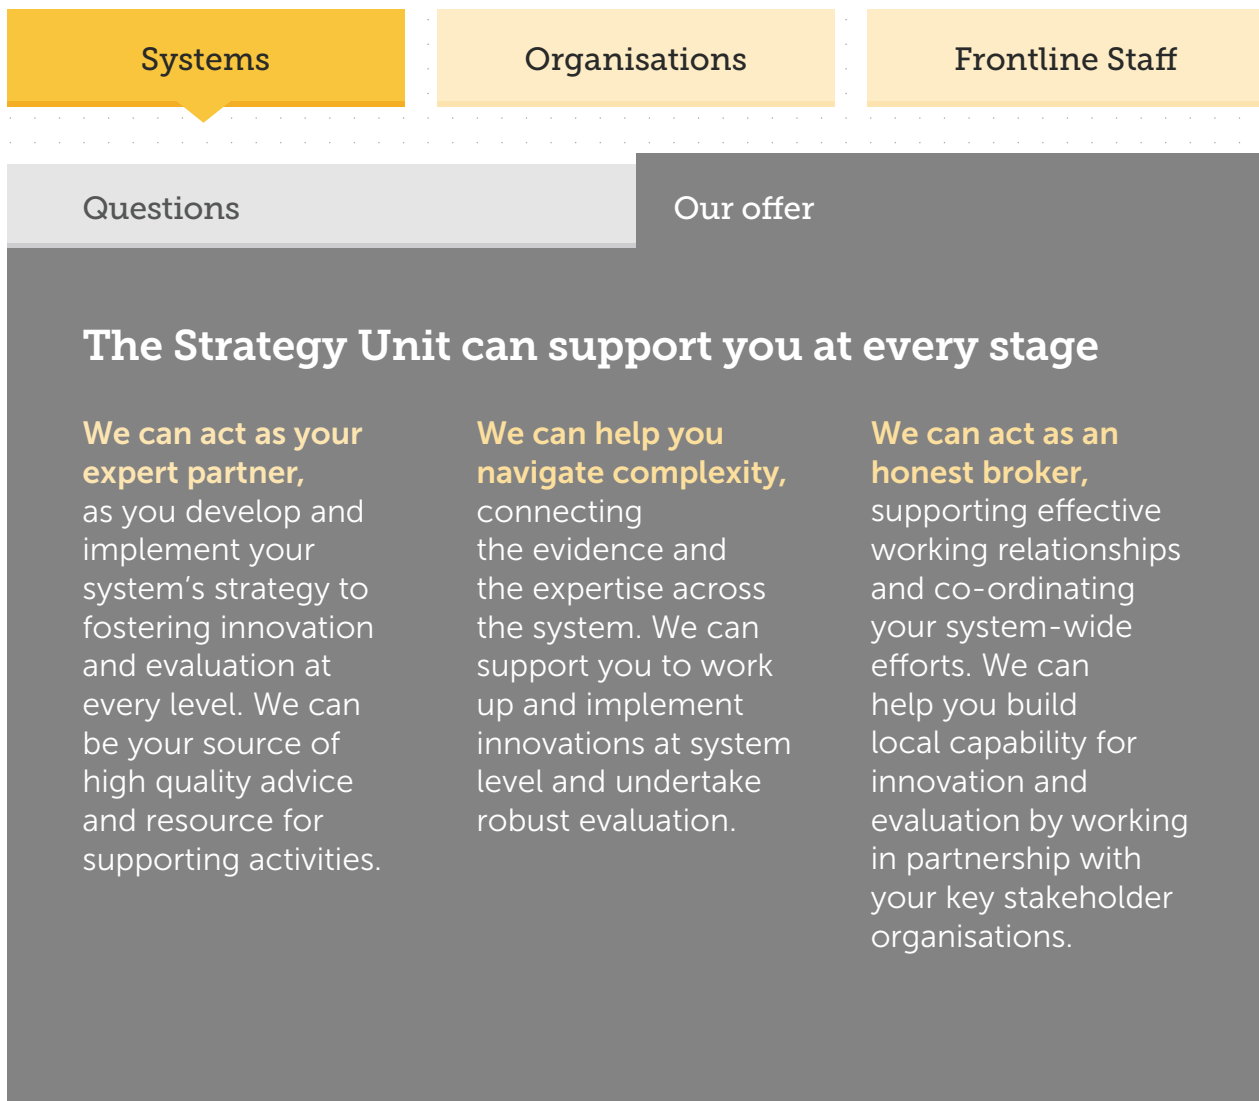 Systems
Organisations
Frontline Staff
Questions
Our offer
The Strategy Unit can support you at every stage
We can act as your
expert partner,
as you develop and
implement your
system's strategy to
fostering innovation
and evaluation at
every level. We can
be your source of
high quality advice
and resource for
supporting activities.
We can help you
navigate complexity,
connecting
the evidence and
the expertise across
the system. We can
support you to work
up and implement
innovations at system
level and undertake
robust evaluation.
We can act as an
honest broker,
supporting effective
working relationships
and co-ordinating
your system-wide
efforts. We can
help you build
local capability for
innovation and
evaluation by working
in partnership with
your key stakeholder
organisations.